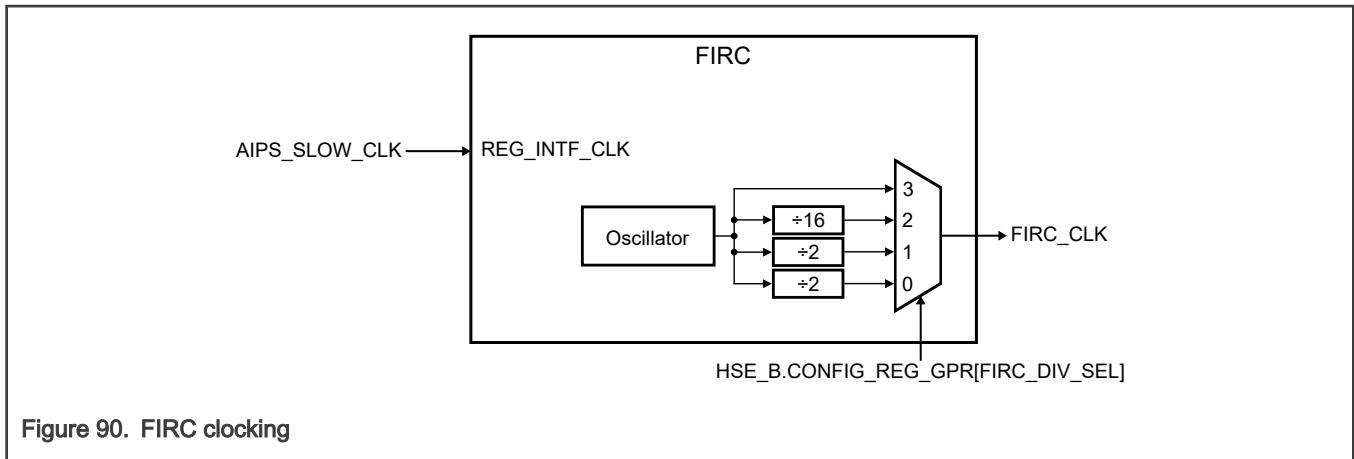 FIRC
AIPS_SLOW_CLK
REG_INTF_CLK
3
÷16
2
Oscillator
FIRC_CLK
÷2
1
÷2
0
HSE_B.CONFIG_REG_GPR[FIRC_DIV_SEL]
Figure 90. FIRC clocking